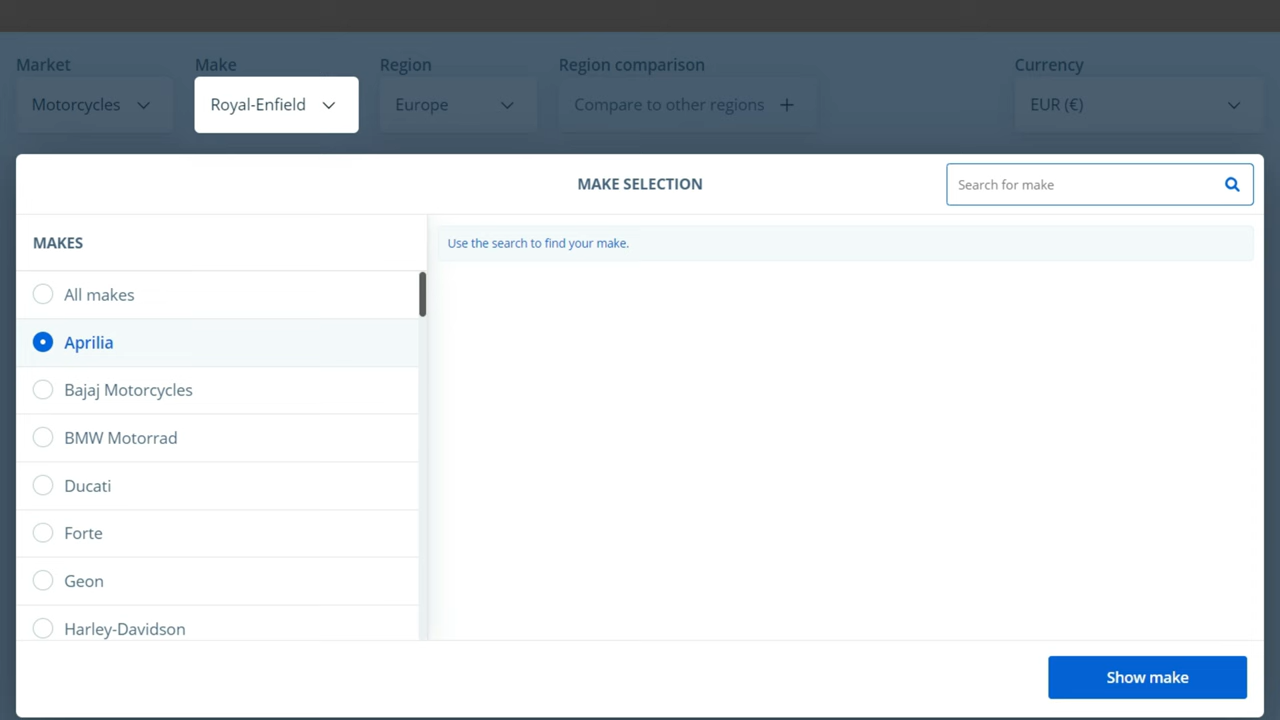 Market Make Region Region comparison Currency
Motorcycles Royal-Enfield Europe Compare to other regions EUR (€)
MAKE SELECTION Search for make
MAKES
Use the search to find your make.
All makes
Aprilia
Bajaj Motorcycles
BMW Motorrad
Ducati
Forte
Geon
Harley-Davidson
Show make